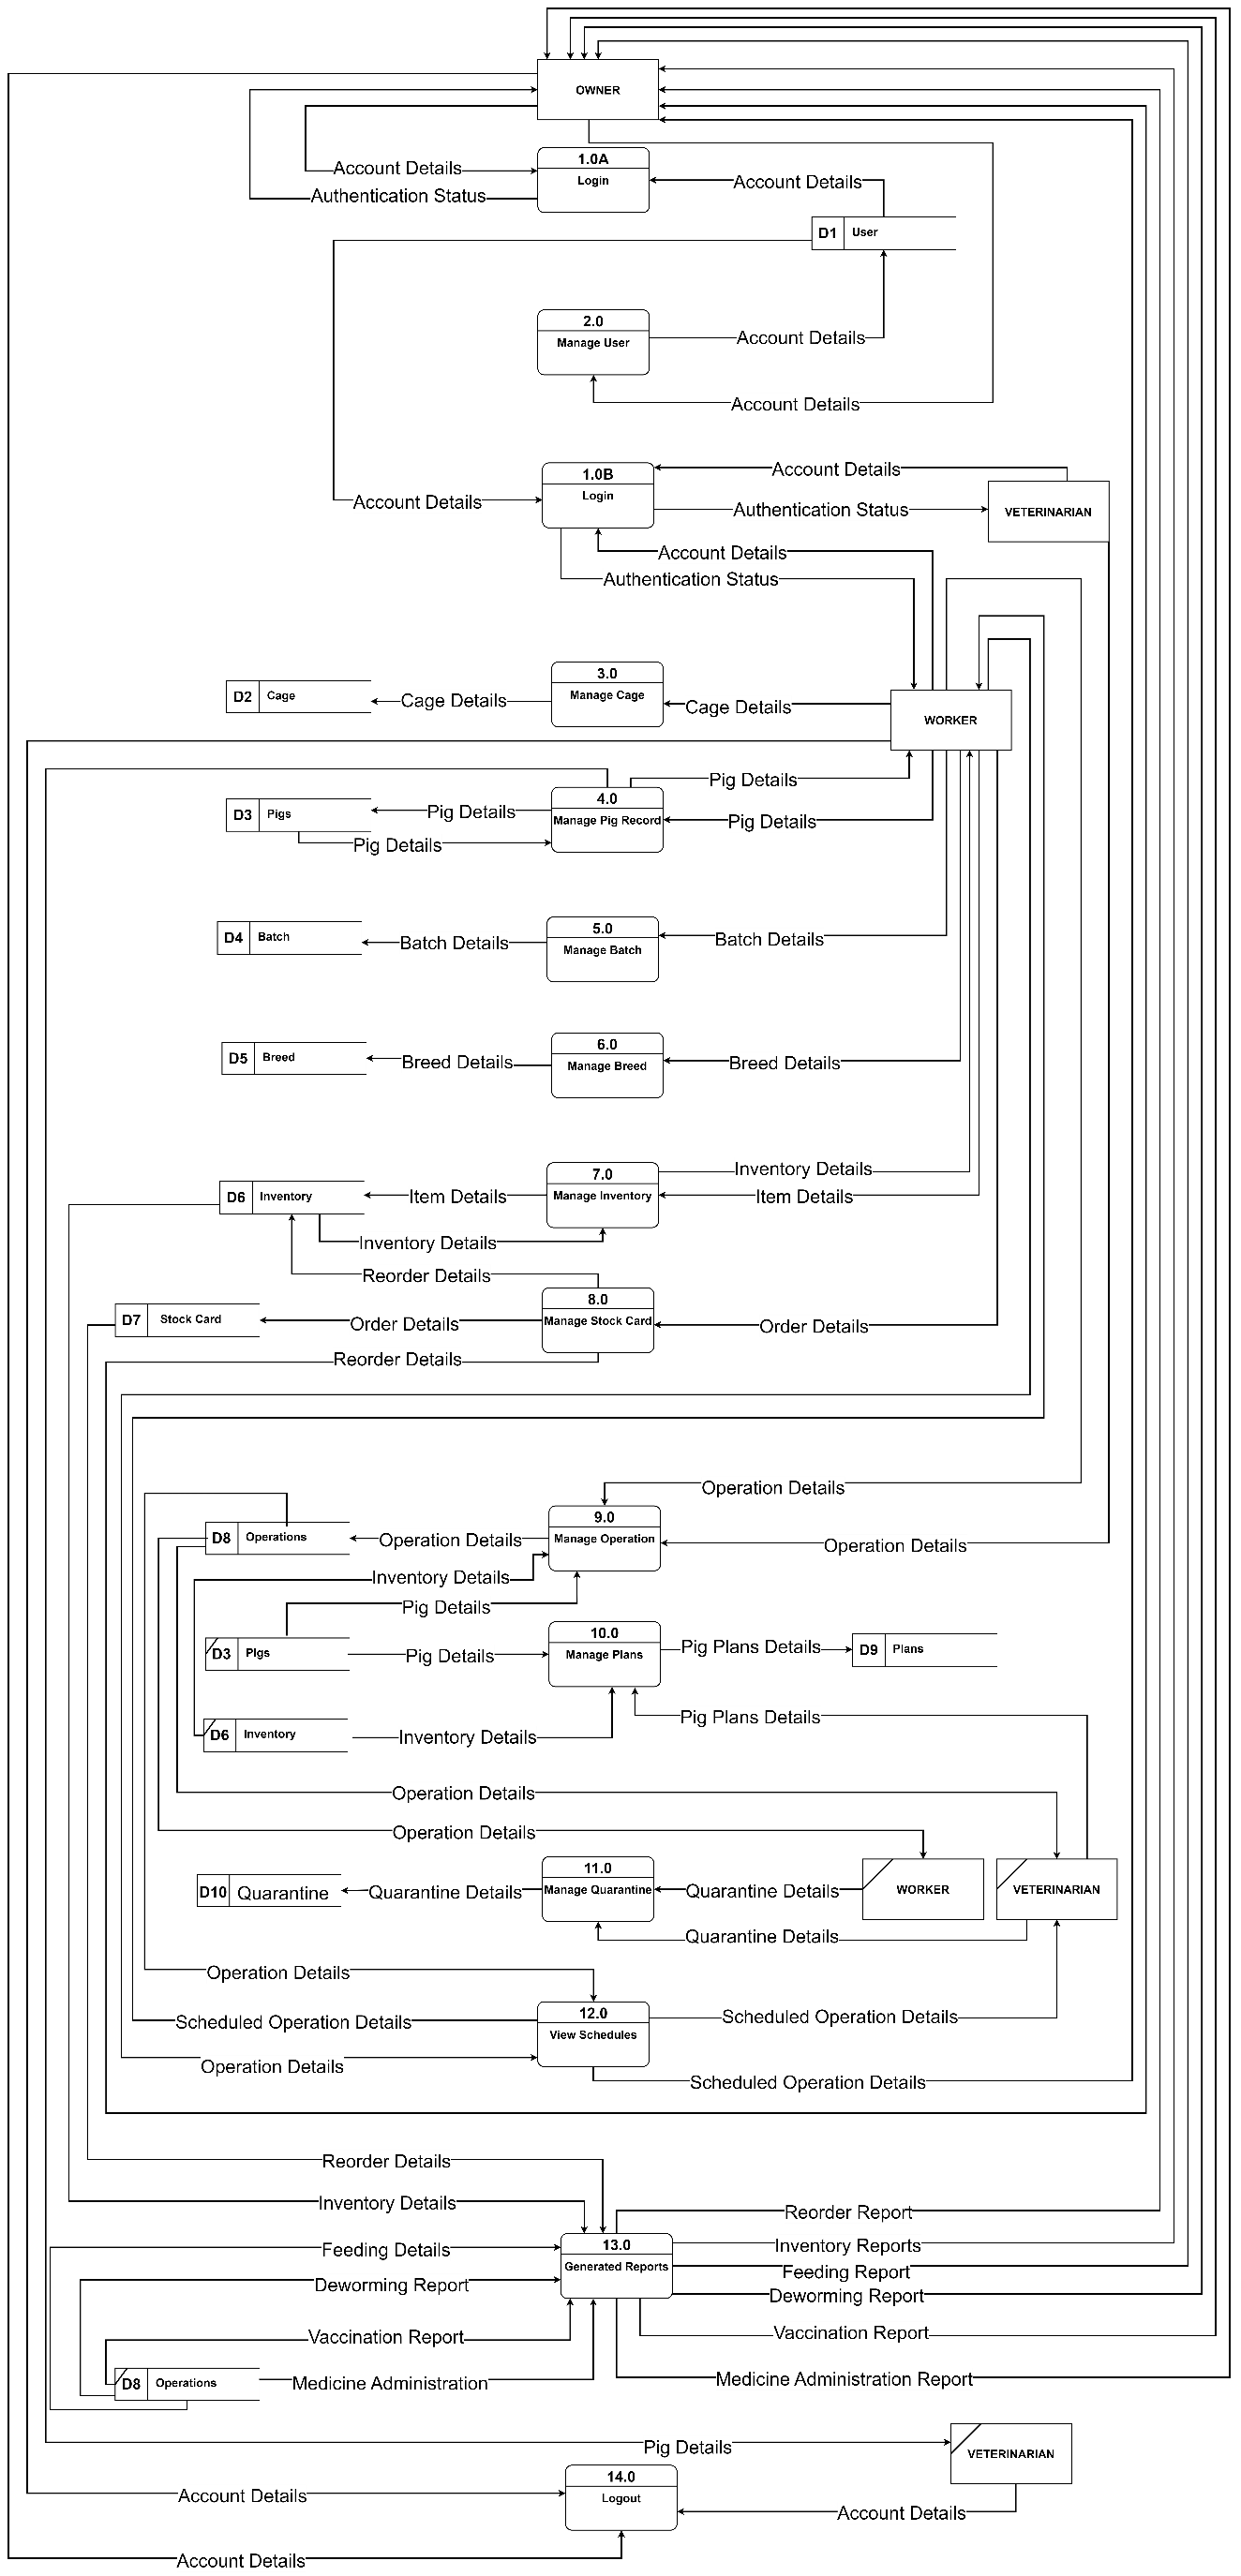 OWNER
1.0A
Account Details
Login
Account Details
Authentication Status
D1
User
2.0
Manage User
Account Details
Account Details
1.0B
Account Details
Login
Account Details
Authentication Status
VETERINARIAN
Account Details
Authentication Status
3.0
D2
Cage
Cage Details
Manage Cage
Cage Details
WORKER
Pig Details
4.0
D3
Pigs
Pig Details
Manage Pig Record
Pig Details
Pig Details
5.0
D4
Batch
Batch Details
Manage Batch
Batch Details
6.0
D5
Breed
Breed Details
Manage Breed
Breed Details
7.0
Inventory Details
D6
Inventory
Item Details
Manage Inventory
Item Details
Inventory Details
Reorder Details
8.0
D7
Stock Card
Order Details
Manage Stock Card
Order Details
Reorder Details
Operation Details
9.0
D8
Operations
Operation Details
Manage Operation
Operation Details
Inventory Details
Pig Details
10.0
D3
Pigs
Pig Details
Manage Plans
Pig Plans Details
D9
Plans
Pig Plans Details
D6
Inventory
Inventory Details
Operation Details
Operation Details
11.0
D10
Quarantine
Quarantine Details
Manage Quarantine
Quarantine Details
WORKER
VETERINARIAN
Quarantine Details
Operation Details
12.0
Scheduled Operation Details
View Schedules
Scheduled Operation Details
Operation Details
Scheduled Operation Details
Reorder Details
Inventory Details
Reorder Report
13.0
Feeding Details
Generated Reports
Inventory Reports
Feeding Report
Deworming Report
Deworming Report
Vaccination Report
Vaccination Report
D8
Operations
Medicine Administration
Medicine Administration Report
Pig Details
VETERINARIAN
14.0
Account Details
Logout
Account Details
Account Details